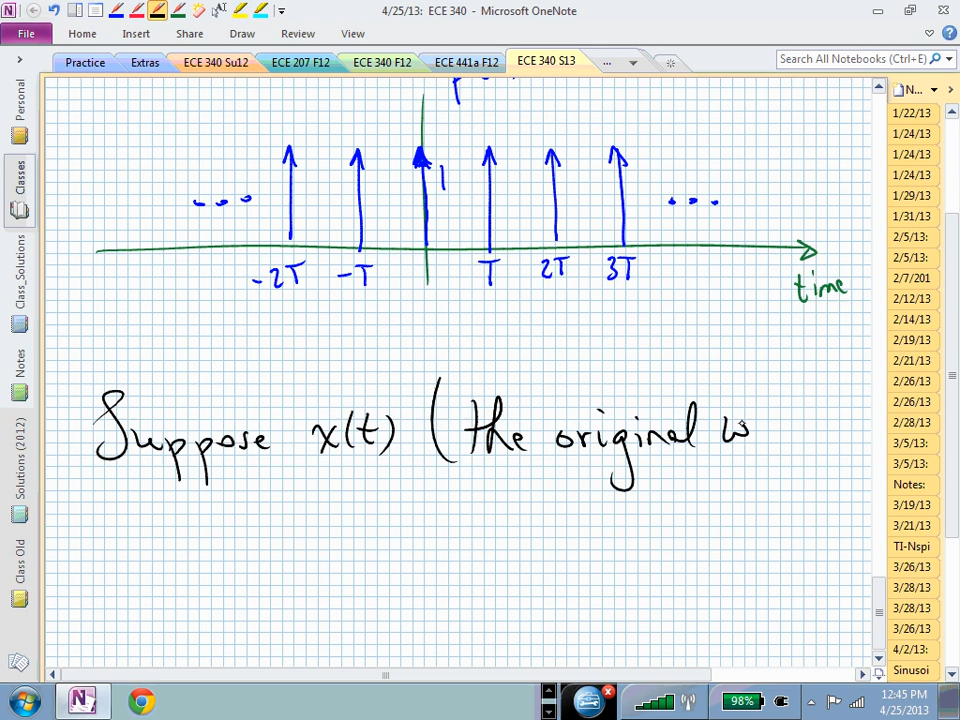 4/25/13: ECE 340 - Microsoft OneNote
File Home Insert Share Draw Review View
Practice Extras ECE 340 Su12 ECE 207 F12 ECE 340 F12 ECE 441a F12 ECE 340 S13 ...
Search All Notebooks (Ctrl+E)
Personal
Classes
Class_Solutions
Notes
Solutions (2012)
Class Old
N...
1/22/13
1/24/13
1/24/13
1/24/13
1/29/13
1/31/13
2/5/13:
2/5/13:
2/7/201
2/12/13
2/14/13
2/19/13
2/21/13
2/26/13
2/26/13
2/28/13
3/5/13:
3/5/13:
Notes:
3/19/13
3/21/13
TI-Nspi
3/26/13
3/28/13
3/28/13
3/26/13
4/2/13:
Sinusoi
1
... ...
-2T -T T 2T 3T
time
Suppose x(t) (the original w
98%
12:45 PM
4/25/2013